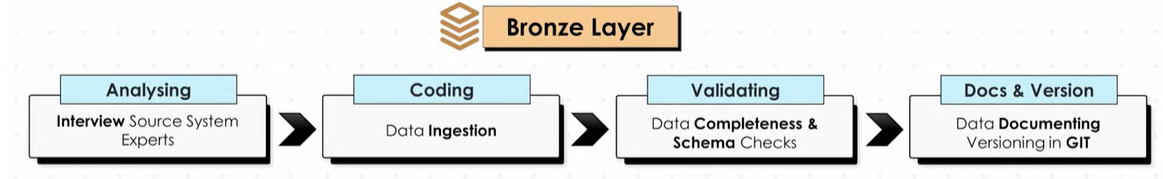 Bronze Layer
Analysing
Interview Source System
Experts
Coding
Data Ingestion
Validating
Data Completeness &
Schema Checks
Docs & Version
Data Documenting
Versioning in GIT